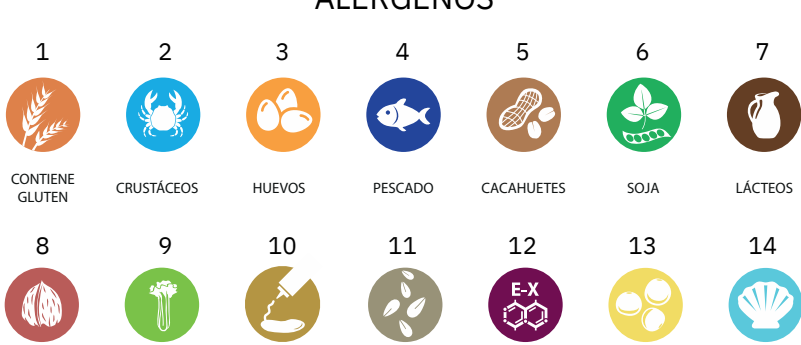 ALÉRGENOS
1 2 3 4 5 6 7
CONTIENE GLUTEN
CRUSTÁCEOS
HUEVOS
PESCADO
CACAHUETES
SOJA
LÁCTEOS
8 9 10 11 12 13 14
E-X